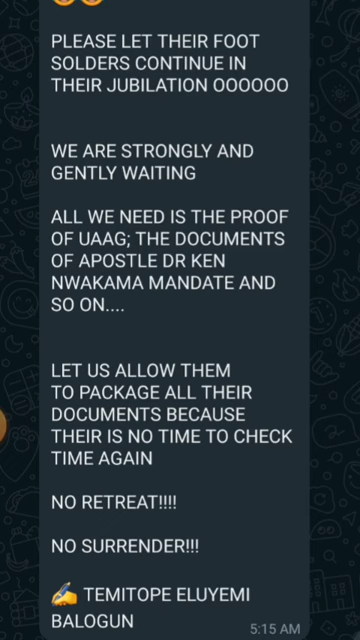 PLEASE LET THEIR FOOT
SOLDERS CONTINUE IN
THEIR JUBILATION OOOOOO
WE ARE STRONGLY AND
GENTLY WAITING
ALL WE NEED IS THE PROOF
OF UAAG; THE DOCUMENTS
OF APOSTLE DR KEN
NWAKAMA MANDATE AND
SO ON....
LET US ALLOW THEM
TO PACKAGE ALL THEIR
DOCUMENTS BECAUSE
THEIR IS NO TIME TO CHECK
TIME AGAIN
NO RETREAT!!!!
NO SURRENDER!!!
✍️ TEMITOPE ELUYEMI
BALOGUN
5:15 AM